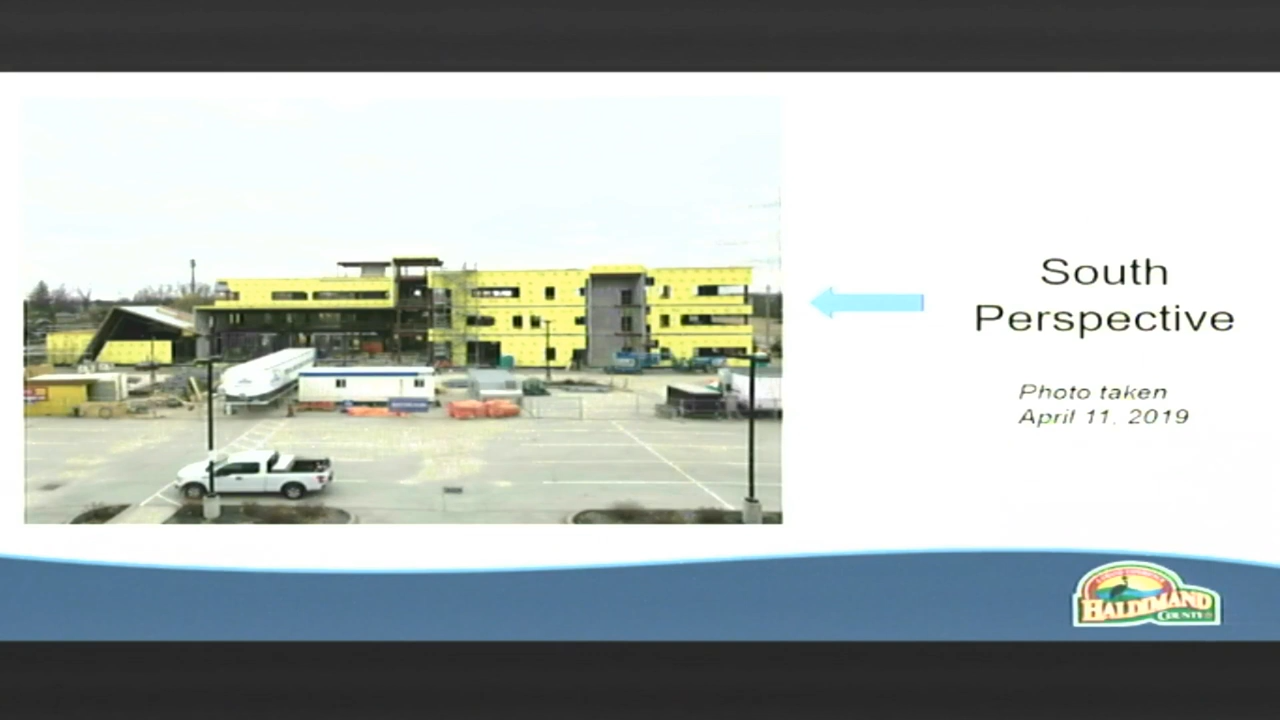 South
Perspective
Photo taken
April 11, 2019
HALDIMAND
COUNTY